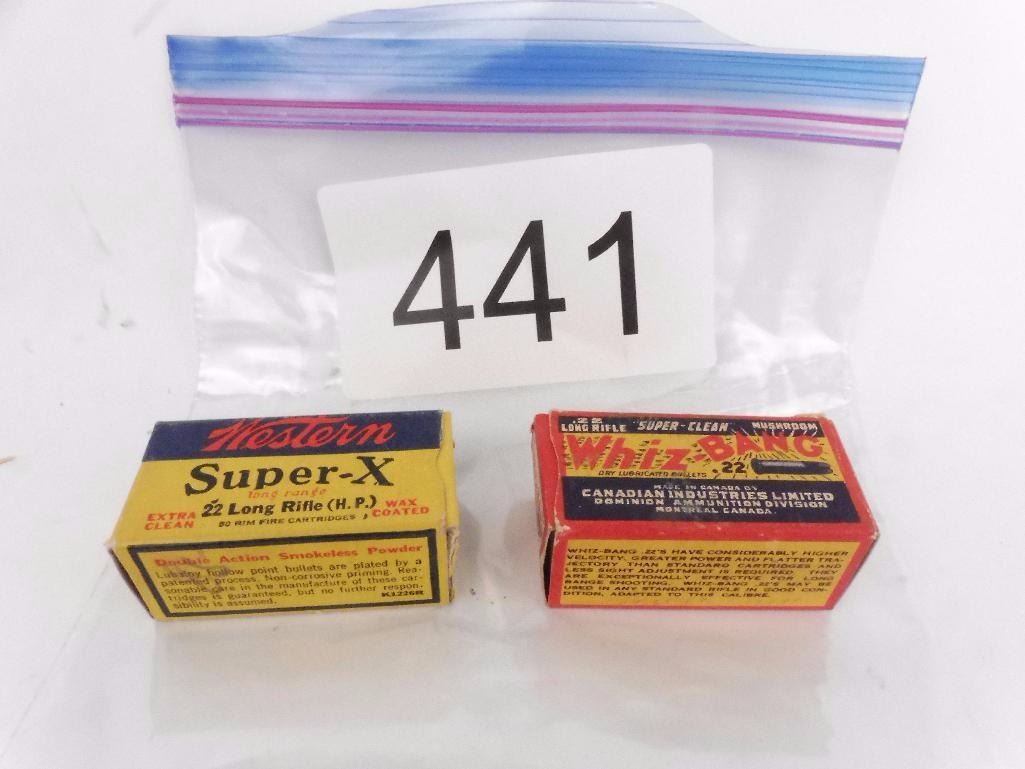 441
Western
Super-X
long range
22 Long Rifle (H.P.)
EXTRA CLEAN
WAX COATED
50 RIM FIRE CARTRIDGES
Double Action Smokeless Powder
Lubaloy hollow point bullets are plated by a
patented process. Non-corrosive priming. Rea-
sonable care in the manufacture of these car-
tridges is guaranteed, but no further respon-
sibility is assumed.
K1226R
.22
LONG RIFLE
SUPER-CLEAN
MUSHROOM
Whiz-BANG
DRY LUBRICATED BULLETS
.22
MADE IN CANADA BY
CANADIAN INDUSTRIES LIMITED
DOMINION AMMUNITION DIVISION
MONTREAL CANADA.
WHIZ-BANG .22'S HAVE CONSIDERABLY HIGHER
VELOCITY, GREATER POWER AND FLATTER TRA-
JECTORY THAN STANDARD CARTRIDGES AND
LESS SIGHT ADJUSTMENT IS REQUIRED. THEY
ARE EXCEPTIONALLY EFFECTIVE FOR LONG
RANGE SHOOTING. WHIZ-BANG .22'S MAY BE
USED IN ANY STANDARD RIFLE IN GOOD CON-
DITION, ADAPTED TO THIS CALIBRE.